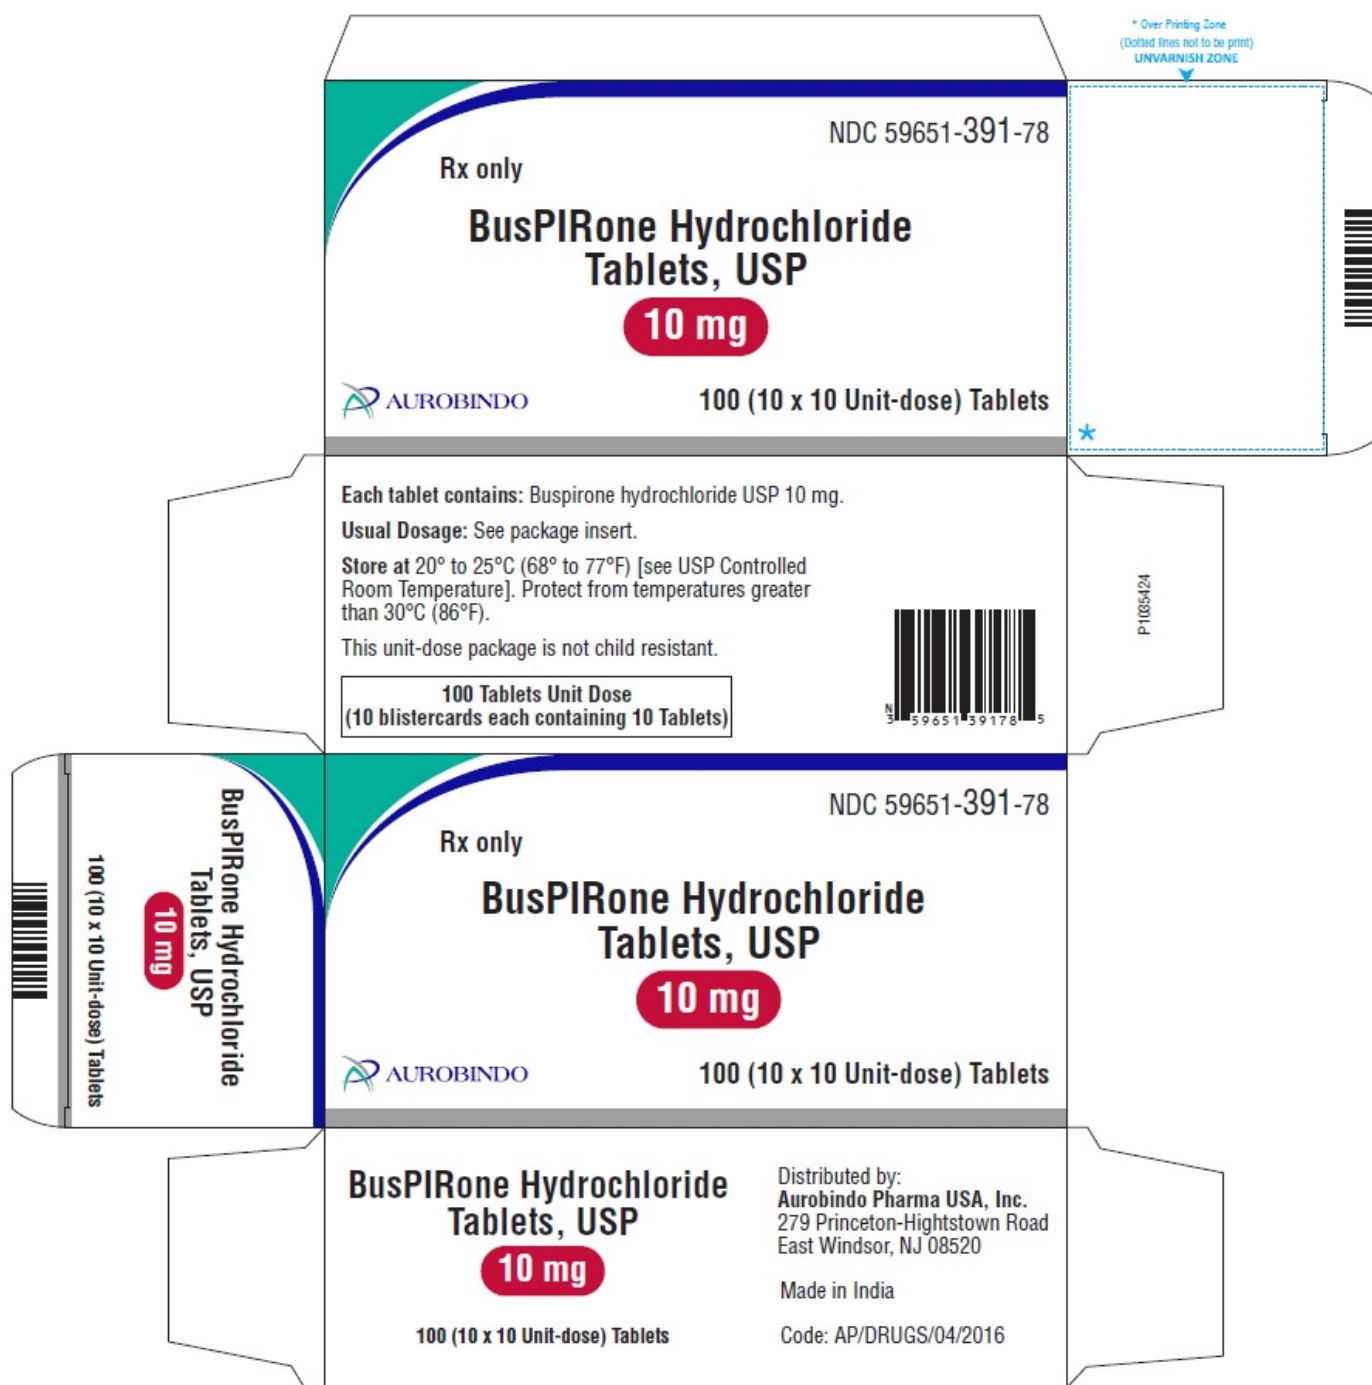 * Over Printing Zone
(Dotted lines not to be print)
UNVARNISH ZONE
NDC 59651-391-78
Rx only
BusPIRone Hydrochloride
Tablets, USP
10 mg
AUROBINDO
100 (10 x 10 Unit-dose) Tablets
*
Each tablet contains: Buspirone hydrochloride USP 10 mg.
Usual Dosage: See package insert.
Store at 20° to 25°C (68° to 77°F) [see USP Controlled
Room Temperature]. Protect from temperatures greater
than 30°C (86°F).
This unit-dose package is not child resistant.
100 Tablets Unit Dose
(10 blistercards each containing 10 Tablets)
N
3 59651 39178 5
P1035424
BusPIRone Hydrochloride
Tablets, USP
10 mg
100 (10 x 10 Unit-dose) Tablets
NDC 59651-391-78
Rx only
BusPIRone Hydrochloride
Tablets, USP
10 mg
AUROBINDO
100 (10 x 10 Unit-dose) Tablets
BusPIRone Hydrochloride
Tablets, USP
10 mg
100 (10 x 10 Unit-dose) Tablets
Distributed by:
Aurobindo Pharma USA, Inc.
279 Princeton-Hightstown Road
East Windsor, NJ 08520
Made in India
Code: AP/DRUGS/04/2016